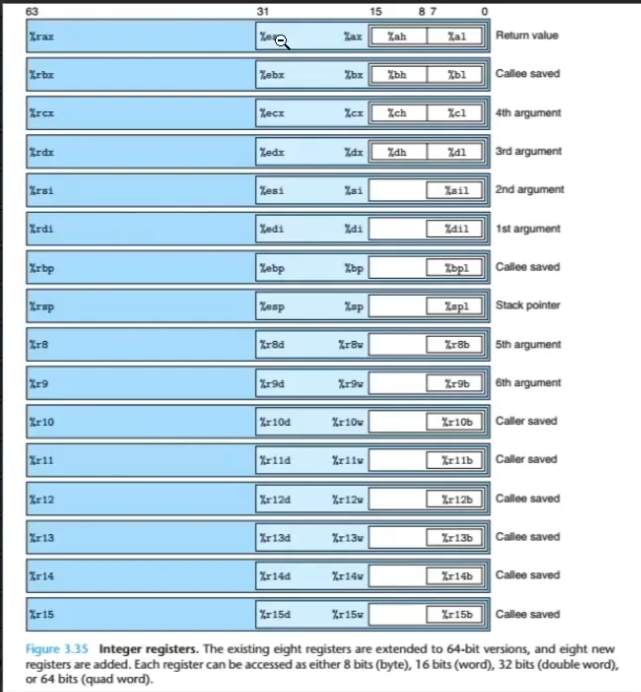 63 31 15 8 7 0
%rax %ax %ah %al Return value
%rbx %ebx %bx %bh %bl Callee saved
%rcx %ecx %cx %ch %cl 4th argument
%rdx %edx %dx %dh %dl 3rd argument
%rsi %esi %si %sil 2nd argument
%rdi %edi %di %dil 1st argument
%rbp %ebp %bp %bpl Callee saved
%rsp %esp %sp %spl Stack pointer
%r8 %r8d %r8w %r8b 5th argument
%r9 %r9d %r9w %r9b 6th argument
%r10 %r10d %r10w %r10b Caller saved
%r11 %r11d %r11w %r11b Caller saved
%r12 %r12d %r12w %r12b Callee saved
%r13 %r13d %r13w %r13b Callee saved
%r14 %r14d %r14w %r14b Callee saved
%r15 %r15d %r15w %r15b Callee saved
Figure 3.35 Integer registers. The existing eight registers are extended to 64-bit versions, and eight new
registers are added. Each register can be accessed as either 8 bits (byte), 16 bits (word), 32 bits (double word),
or 64 bits (quad word).